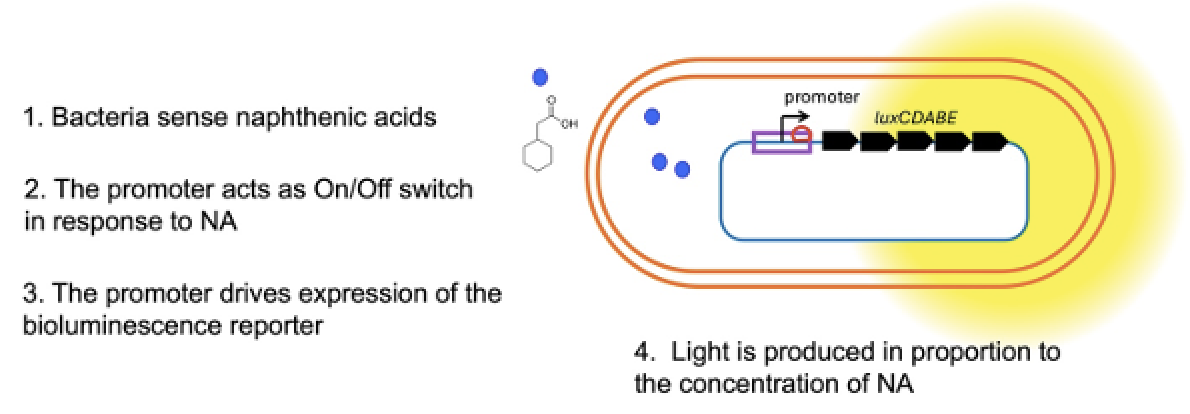 1. Bacteria sense naphthenic acids
2. The promoter acts as On/Off switch
in response to NA
3. The promoter drives expression of the
bioluminescence reporter
O
OH
promoter
luxCDABE
4. Light is produced in proportion to
the concentration of NA